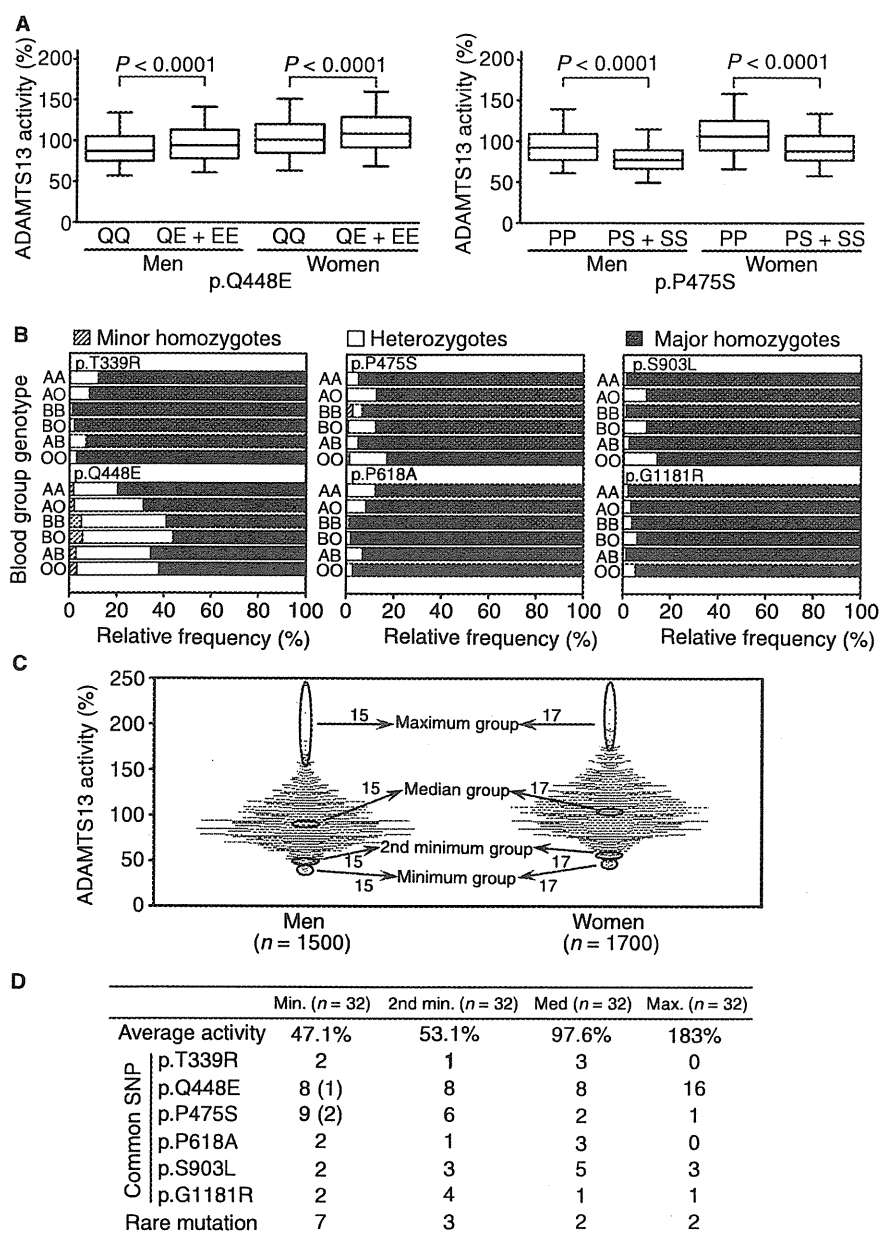 A
ADAMTS13 activity (%)
200
150
100
50
0
P < 0.0001
P < 0.0001
QQ QE + EE QQ QE + EE
Men Women
p.Q448E
ADAMTS13 activity (%)
200
150
100
50
0
P < 0.0001
P < 0.0001
PP PS + SS PP PS + SS
Men Women
p.P475S
B
Minor homozygotes Heterozygotes Major homozygotes
Blood group genotype
p.T339R
AA
AO
BB
BO
AB
OO
p.Q448E
AA
AO
BB
BO
AB
OO
0 20 40 60 80 100
Relative frequency (%)
p.P475S
AA
AO
BB
BO
AB
OO
p.P618A
AA
AO
BB
BO
AB
OO
0 20 40 60 80 100
Relative frequency (%)
p.S903L
AA
AO
BB
BO
AB
OO
p.G1181R
AA
AO
BB
BO
AB
OO
0 20 40 60 80 100
Relative frequency (%)
C
ADAMTS13 activity (%)
250
200
150
100
50
0
15 Maximum group 17
15 Median group 17
15 2nd minimum group 17
15 Minimum group 17
Men Women
(n = 1500) (n = 1700)
D
Min. (n = 32) 2nd min. (n = 32) Med (n = 32) Max. (n = 32)
Average activity 47.1% 53.1% 97.6% 183%
Common SNP
p.T339R 2 1 3 0
p.Q448E 8 (1) 8 8 16
p.P475S 9 (2) 6 2 1
p.P618A 2 1 3 0
p.S903L 2 3 5 3
p.G1181R 2 4 1 1
Rare mutation 7 3 2 2